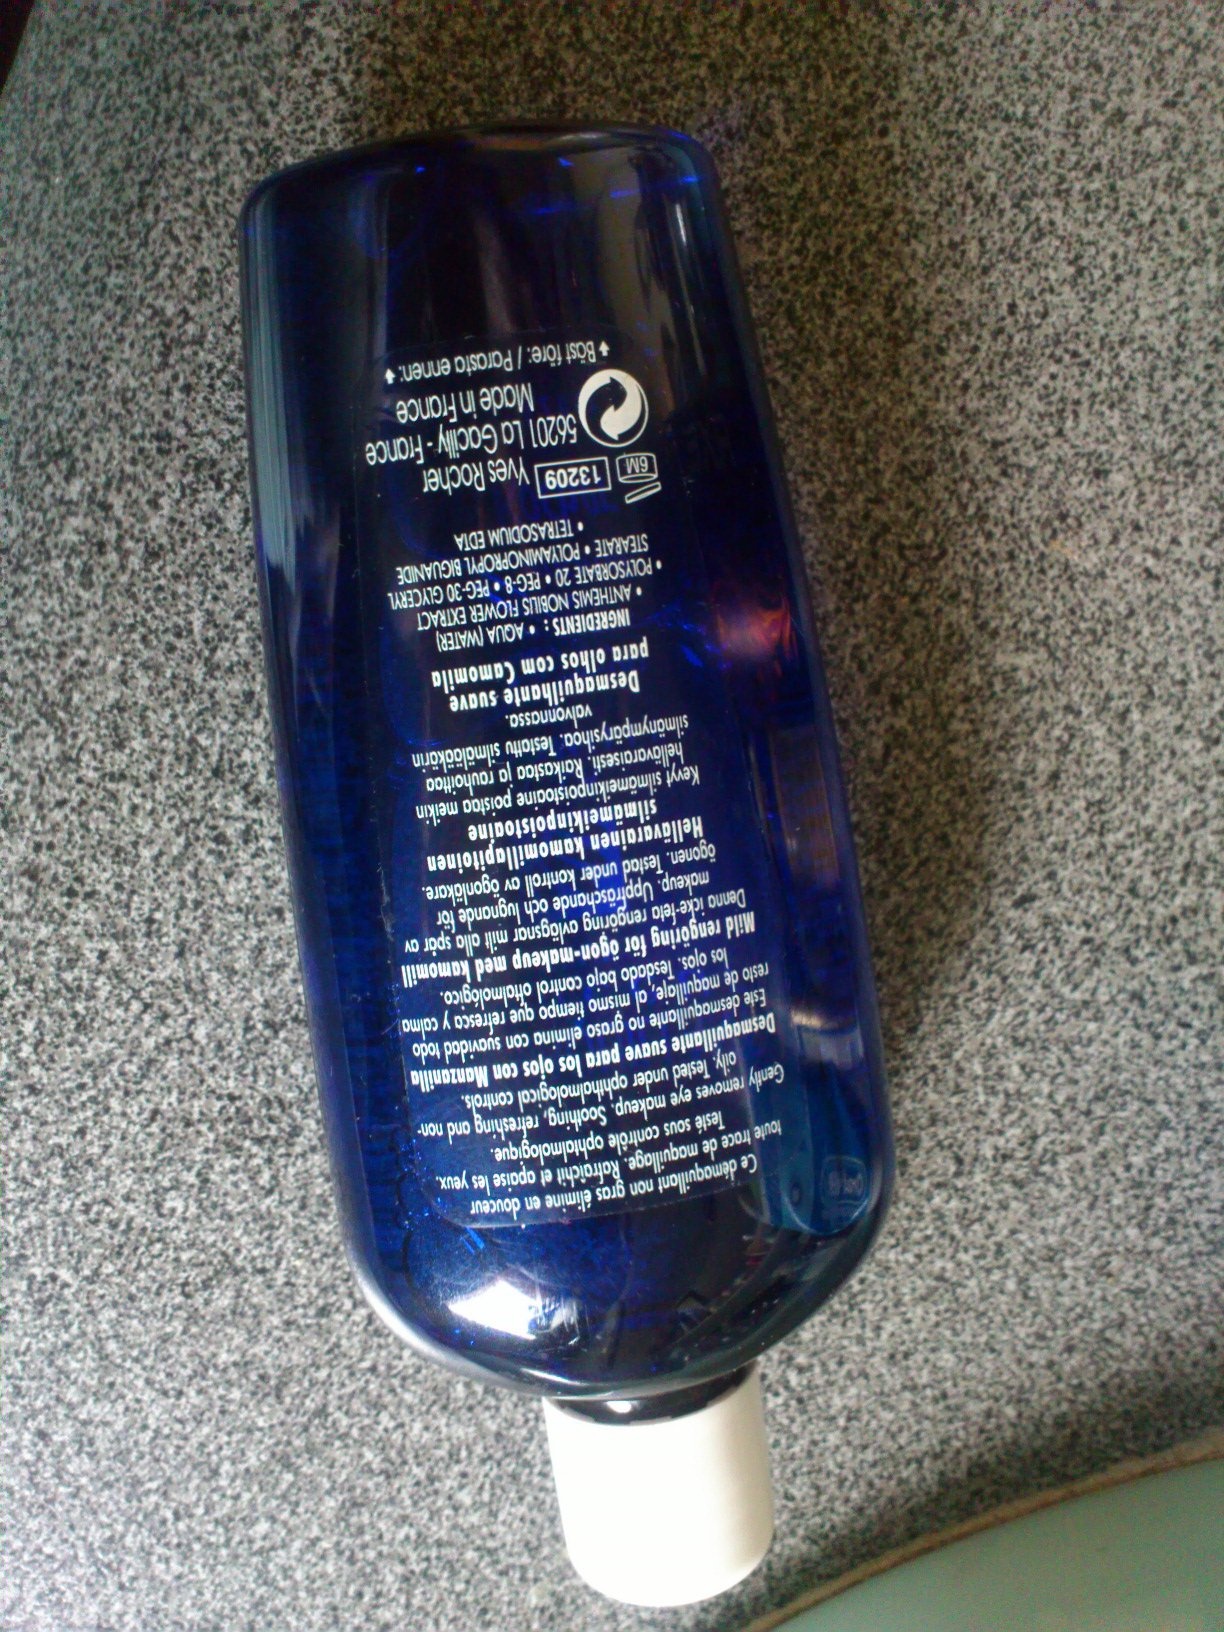 Ce démaquillant non gras élimine en douceur
toute trace de maquillage. Rafraîchit et apaise les yeux.
Testé sous contrôle ophtalmologique.
Gently removes eye makeup. Soothing, refreshing and non-
oily. Tested under ophthalmological controls.
Desmaquillante suave para los ojos con Manzanilla
Este desmaquillante no graso elimina con suavidad todo
resto de maquillaje, al mismo tiempo que refresca y calma
los ojos. Tesdado bajo control oftalmológico.
Mild rengöring för ögon-makeup med kamomill
Denna icke-feta rengöring avlägsnar milt alla spår av
makeup. Uppfräschande och lugnande för
ögonen. Testad under kontroll av ögonläkare.
Hellävarainen kamomillapitoinen
silmämeikinpoistoaine
Kevyt silmämeikinpoistoaine poistaa meikin
hellävaraisesti. Raikastaa ja rauhoittaa
silmänympärysihoa. Testattu silmälääkärin
valvonnassa.
Desmaquilhante suave
para olhos com Camomila
INGREDIENTS : • AQUA (WATER)
• ANTHEMIS NOBILIS FLOWER EXTRACT
• POLYSORBATE 20 • PEG-8 • PEG-30 GLYCERYL
STEARATE • POLYAMINOPROPYL BIGUANIDE
• TETRASODIUM EDTA
6M 13209 Yves Rocher
56201 La Gacilly - France
Made in France
Bäst före: / Parasta ennen: